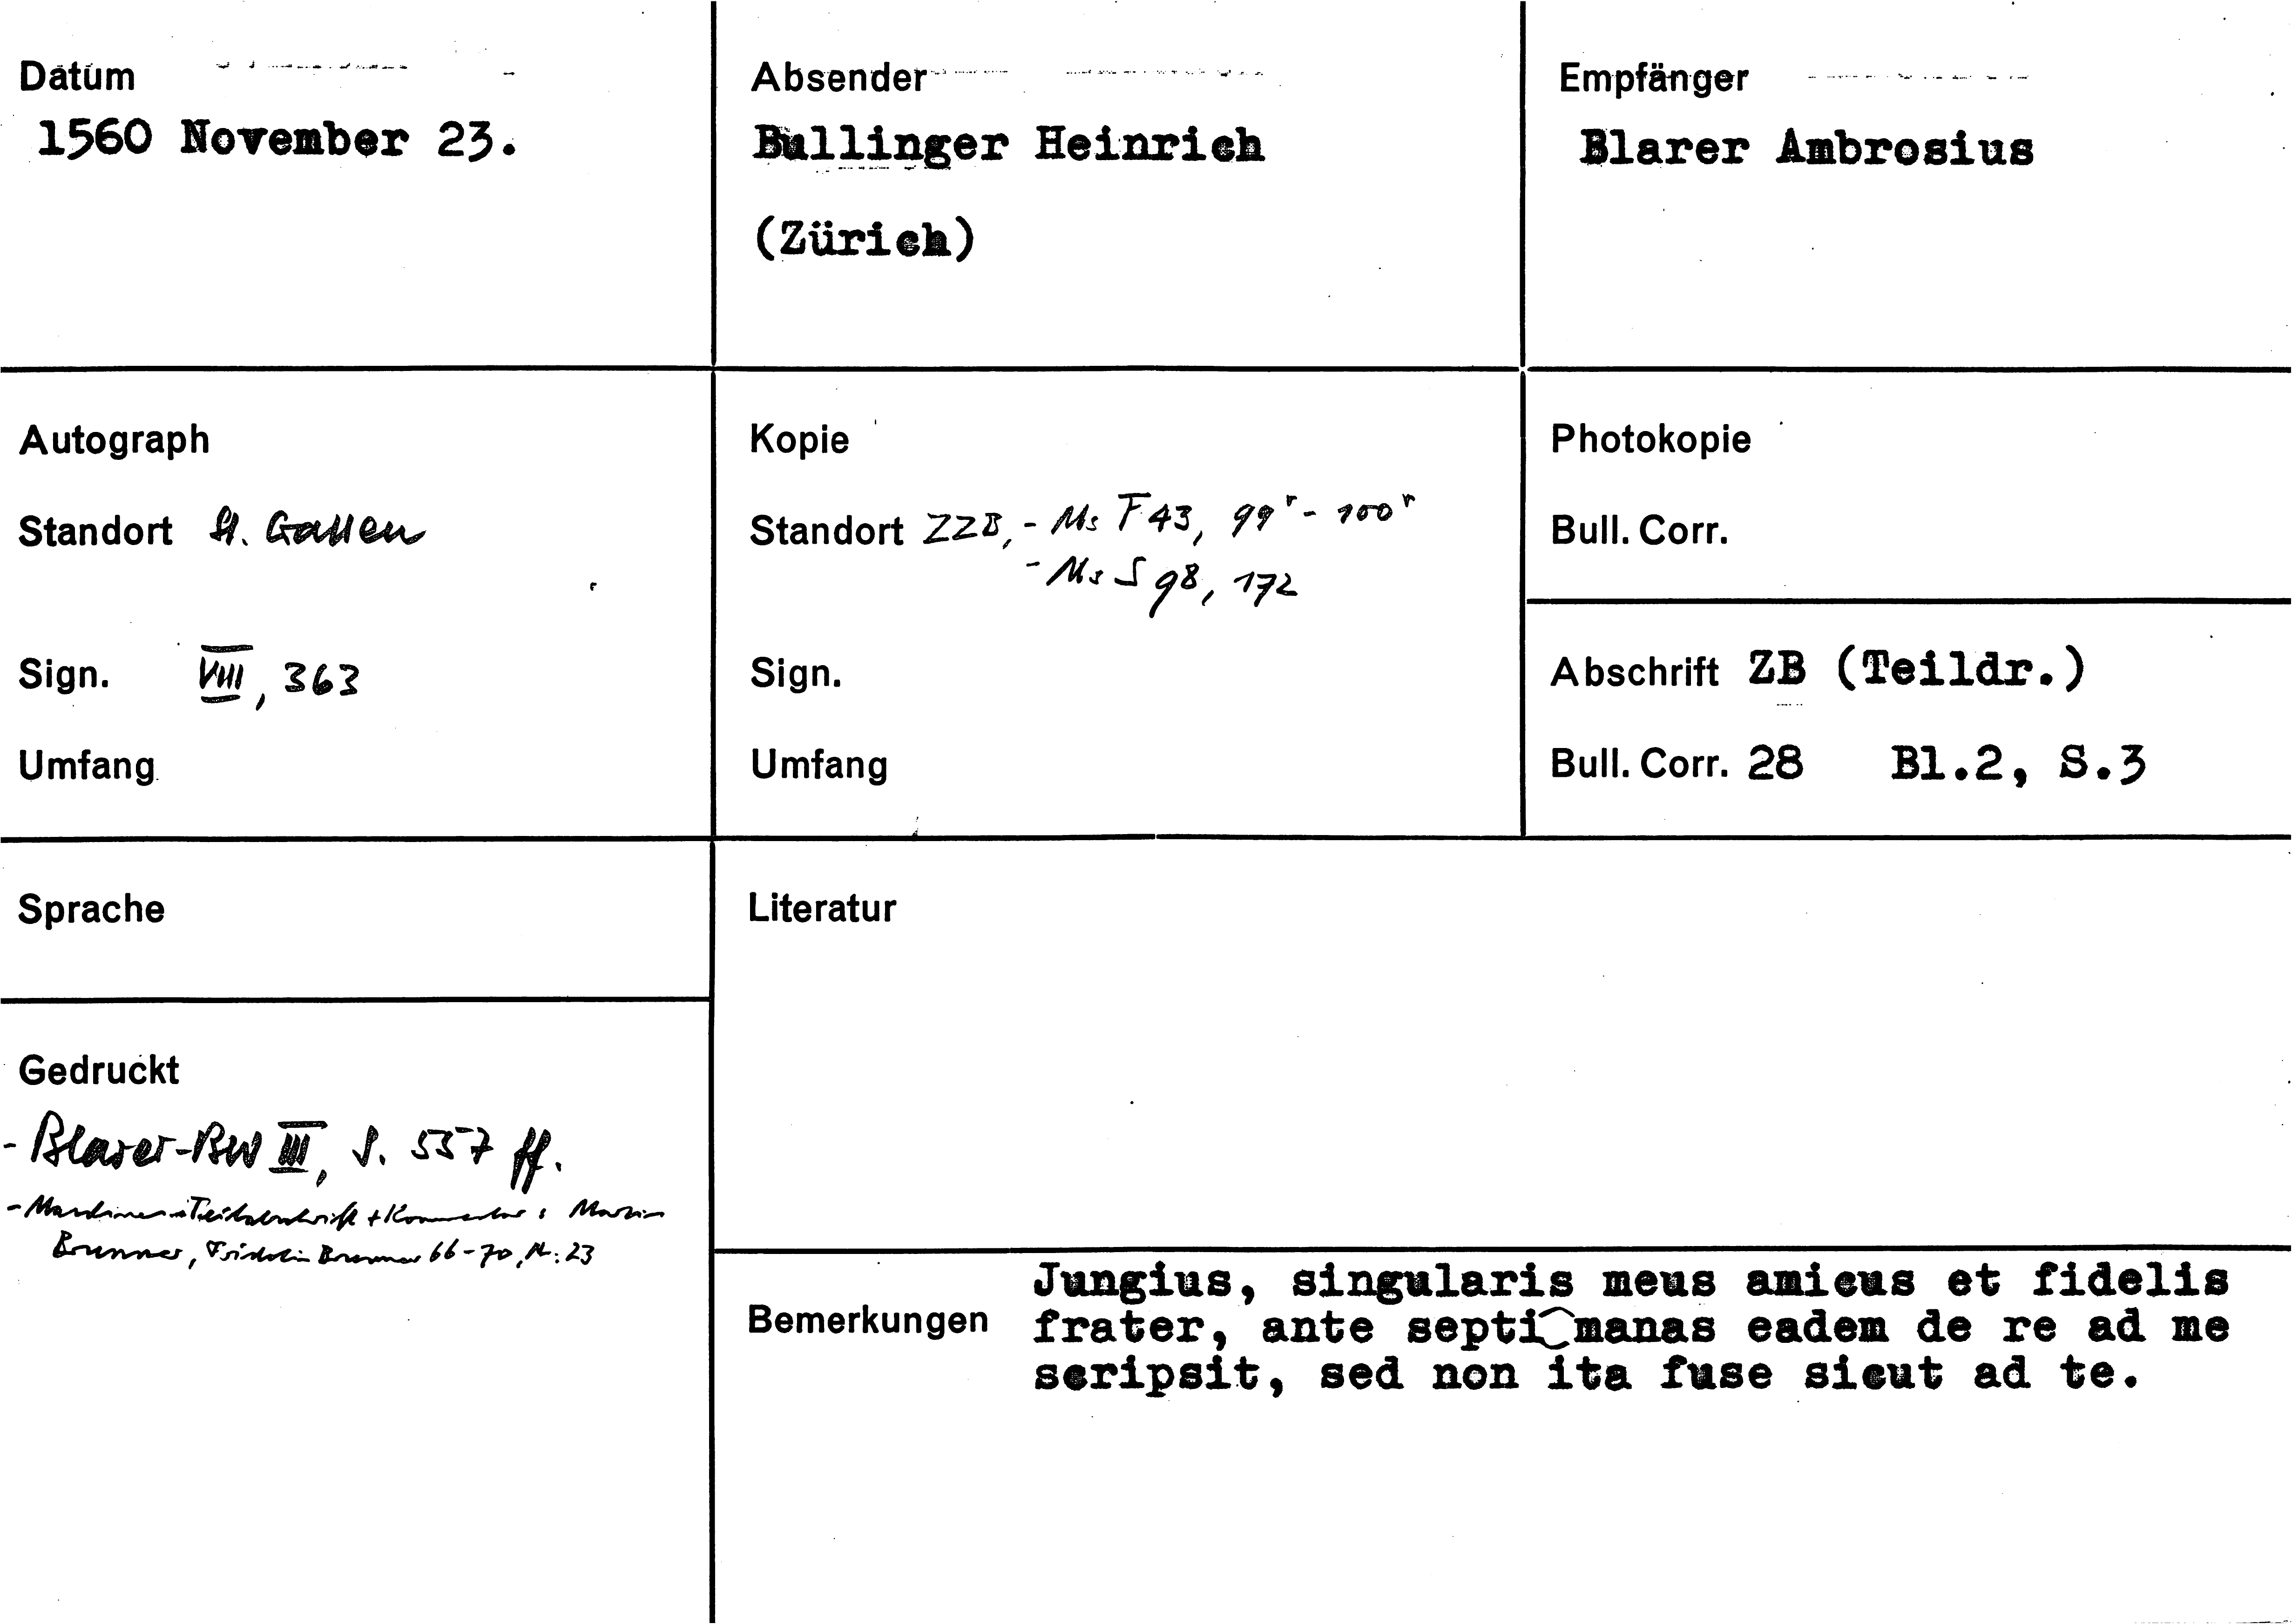 Datum
1560 November 23.
Absender
Bullinger Heinrich
(Zürich)
Empfänger
Blarer Ambrosius
Autograph
Standort St. Gallen
Sign. VIII, 363
Umfang
Kopie
Standort ZZB, - Ms F 43, 99r - 100r
- Ms S 98, 172
Sign.
Umfang
Photokopie
Bull. Corr.
Abschrift ZB (Teildr.)
Bull. Corr. 28 Bl.2, S.3
Sprache
Gedruckt
- Blarer-BW III, S. 557 ff.
- Maschinen-Teilabschrift + Kommentar: Martin
Brunner, Fridolin Brunner 66-70, Nr. 23
Literatur
Bemerkungen
Jungius, singularis meus amicus et fidelis
frater, ante septimanas eadem de re ad me
scripsit, sed non ita fuse sicut ad te.